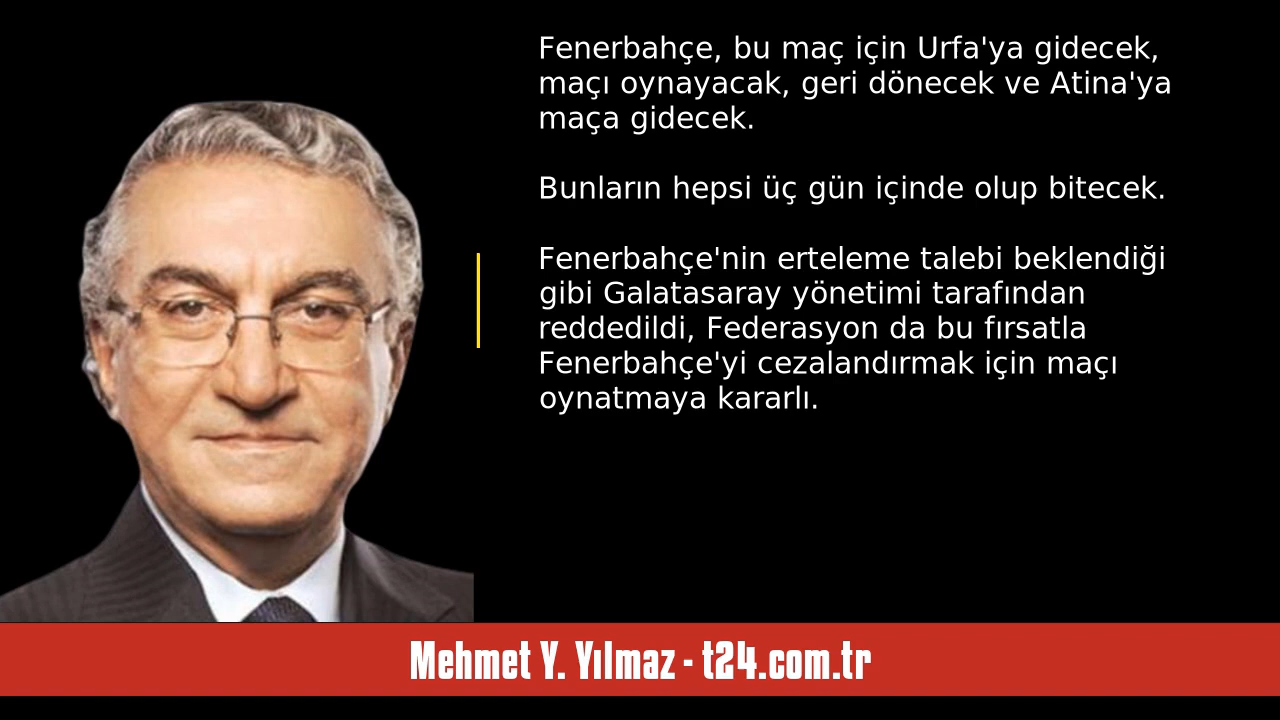 Fenerbahçe, bu maç için Urfa'ya gidecek,
maçı oynayacak, geri dönecek ve Atina'ya
maça gidecek.
Bunların hepsi üç gün içinde olup bitecek.
Fenerbahçe'nin erteleme talebi beklendiği
gibi Galatasaray yönetimi tarafından
reddedildi, Federasyon da bu fırsatla
Fenerbahçe'yi cezalandırmak için maçı
oynatmaya kararlı.
Mehmet Y. Yılmaz - t24.com.tr